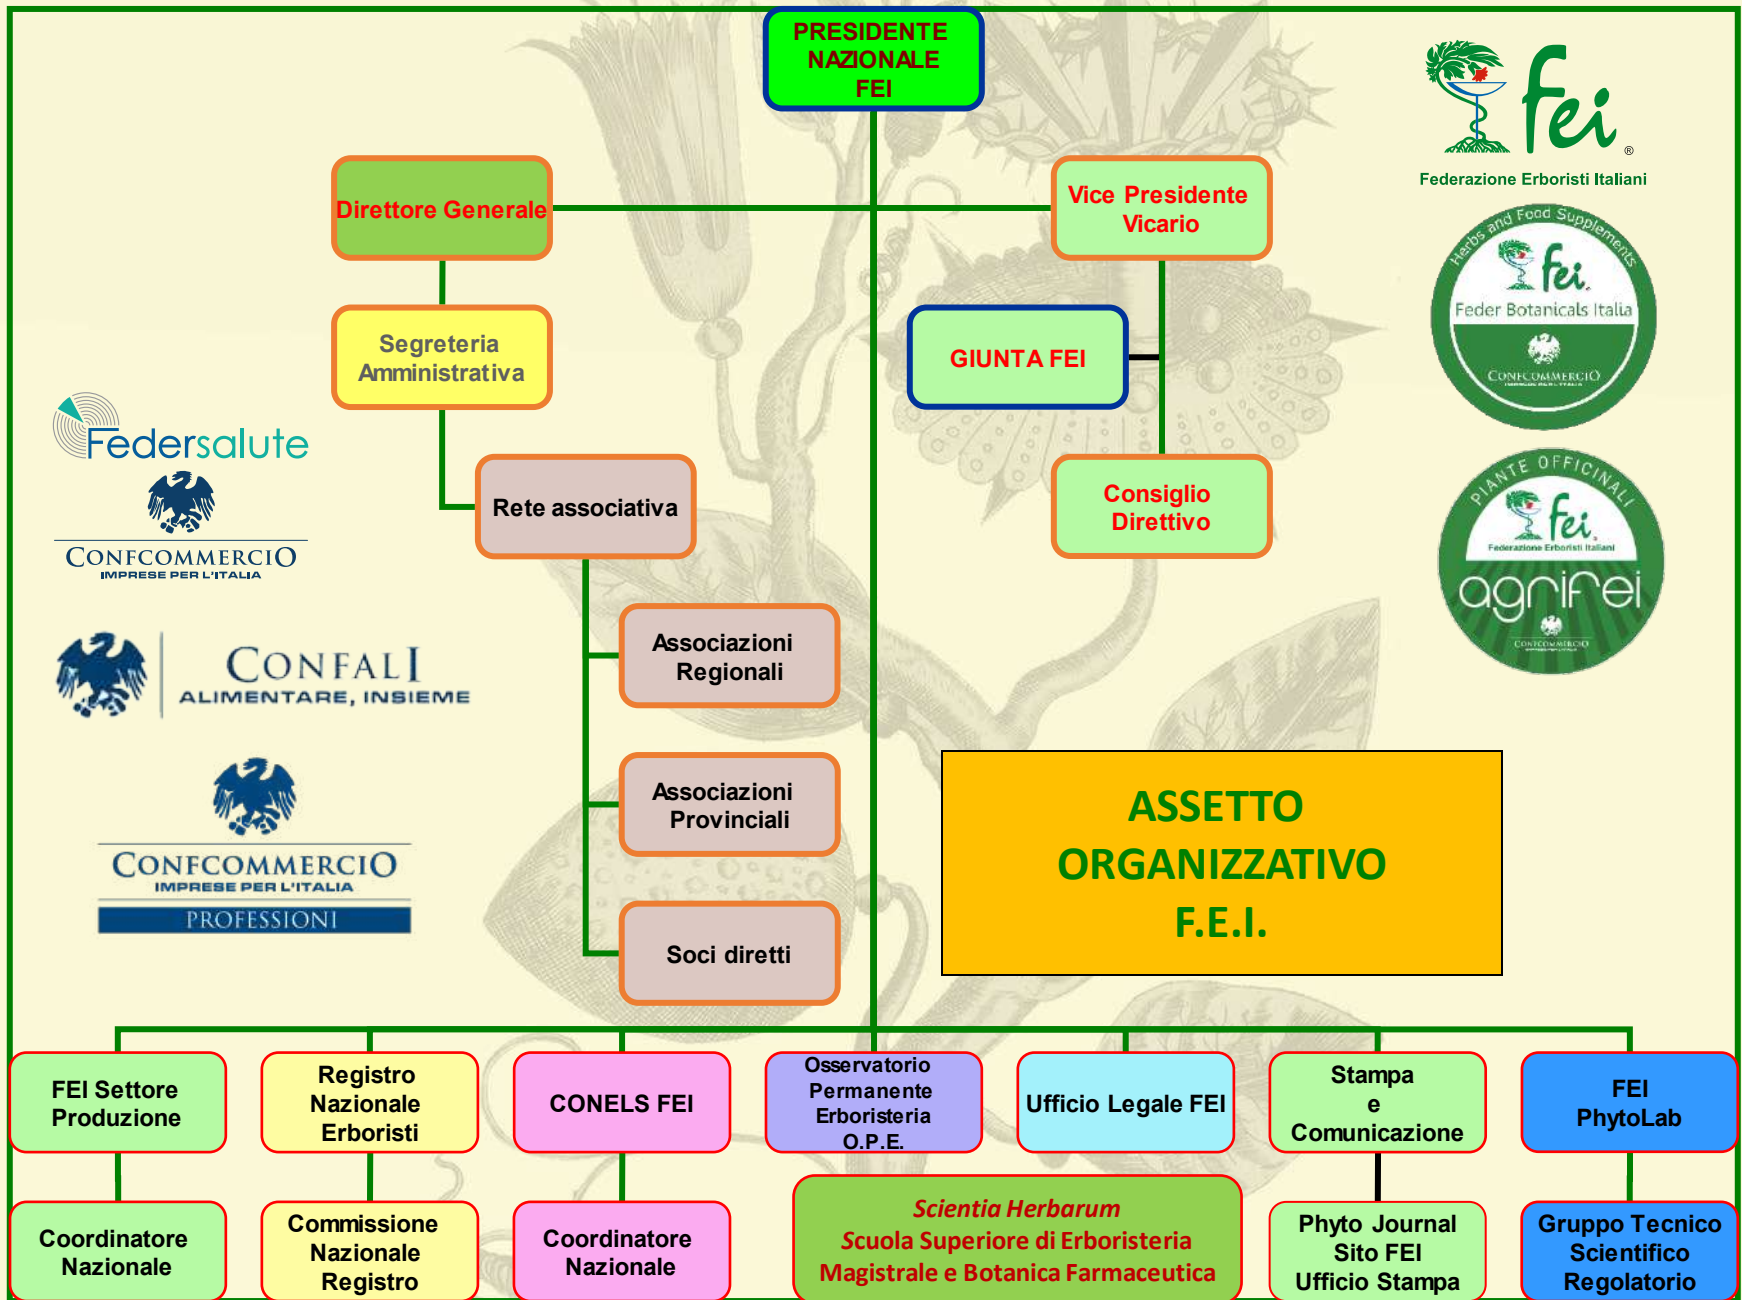 PRESIDENTE
NAZIONALE
FEI
fei
®
Federazione Erboristi Italiani
Direttore Generale
Vice Presidente
Vicario
Herbs and Food Supplements
fei
Feder Botanicals Italia
CONFCOMMERCIO
IMPRESE PER L'ITALIA
Segreteria
Amministrativa
GIUNTA FEI
Federsalute
CONFCOMMERCIO
IMPRESE PER L'ITALIA
Rete associativa
Consiglio
Direttivo
PIANTE OFFICINALI
fei
Federazione Erboristi Italiani
agrifei
CONFCOMMERCIO
Associazioni
Regionali
CONFALI
ALIMENTARE, INSIEME
Associazioni
Provinciali
CONFCOMMERCIO
IMPRESE PER L'ITALIA
PROFESSIONI
Soci diretti
ASSETTO
ORGANIZZATIVO
F.E.I.
FEI Settore
Produzione
Registro
Nazionale
Erboristi
CONELS FEI
Osservatorio
Permanente
Erboristeria
O.P.E.
Ufficio Legale FEI
Stampa
e
Comunicazione
FEI
PhytoLab
Coordinatore
Nazionale
Commissione
Nazionale
Registro
Coordinatore
Nazionale
Scientia Herbarum
Scuola Superiore di Erboristeria
Magistrale e Botanica Farmaceutica
Phyto Journal
Sito FEI
Ufficio Stampa
Gruppo Tecnico
Scientifico
Regolatorio